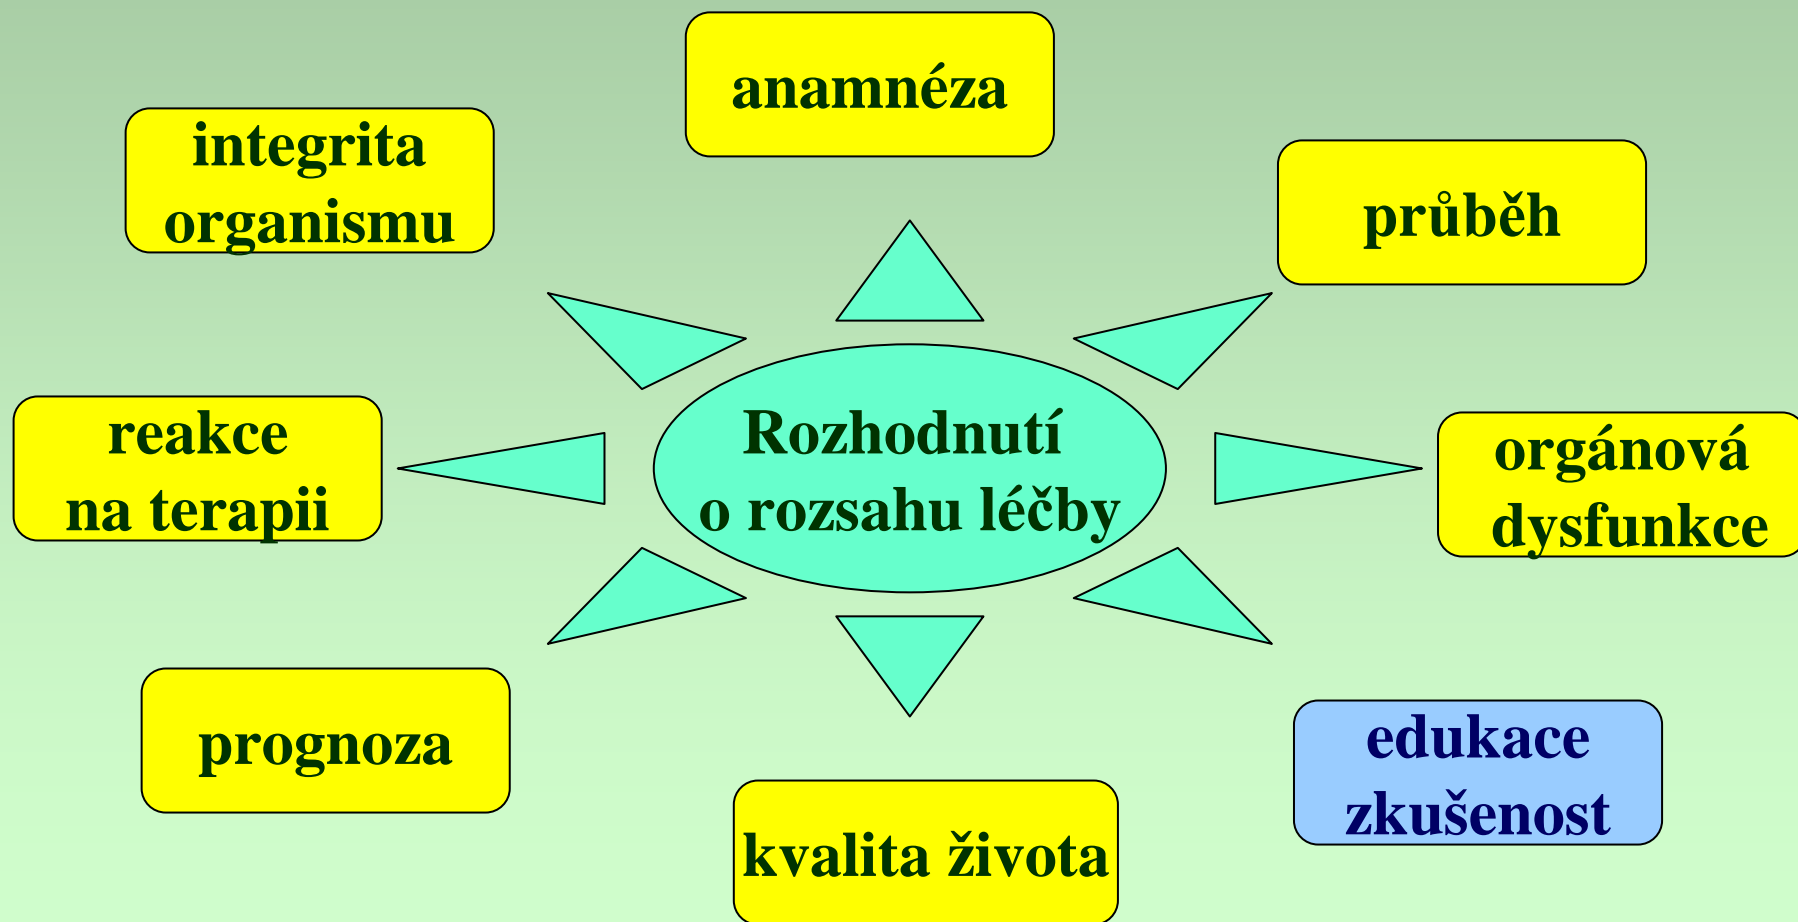 anamnéza
integrita
organismu
průběh
reakce
na terapii
Rozhodnutí
o rozsahu léčby
orgánová
dysfunkce
prognoza
edukace
zkušenost
kvalita života